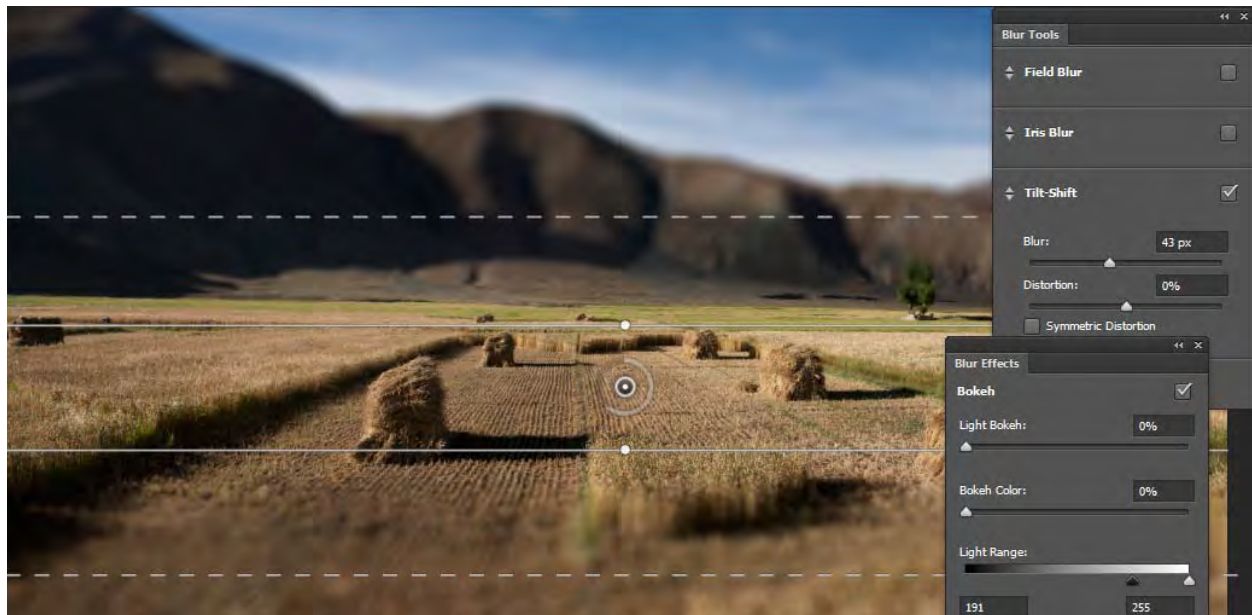 Blur Tools
Field Blur
Iris Blur
Tilt-Shift
Blur: 43 px
Distortion: 0%
Symmetric Distortion
Blur Effects
Bokeh
Light Bokeh: 0%
Bokeh Color: 0%
Light Range:
191 255